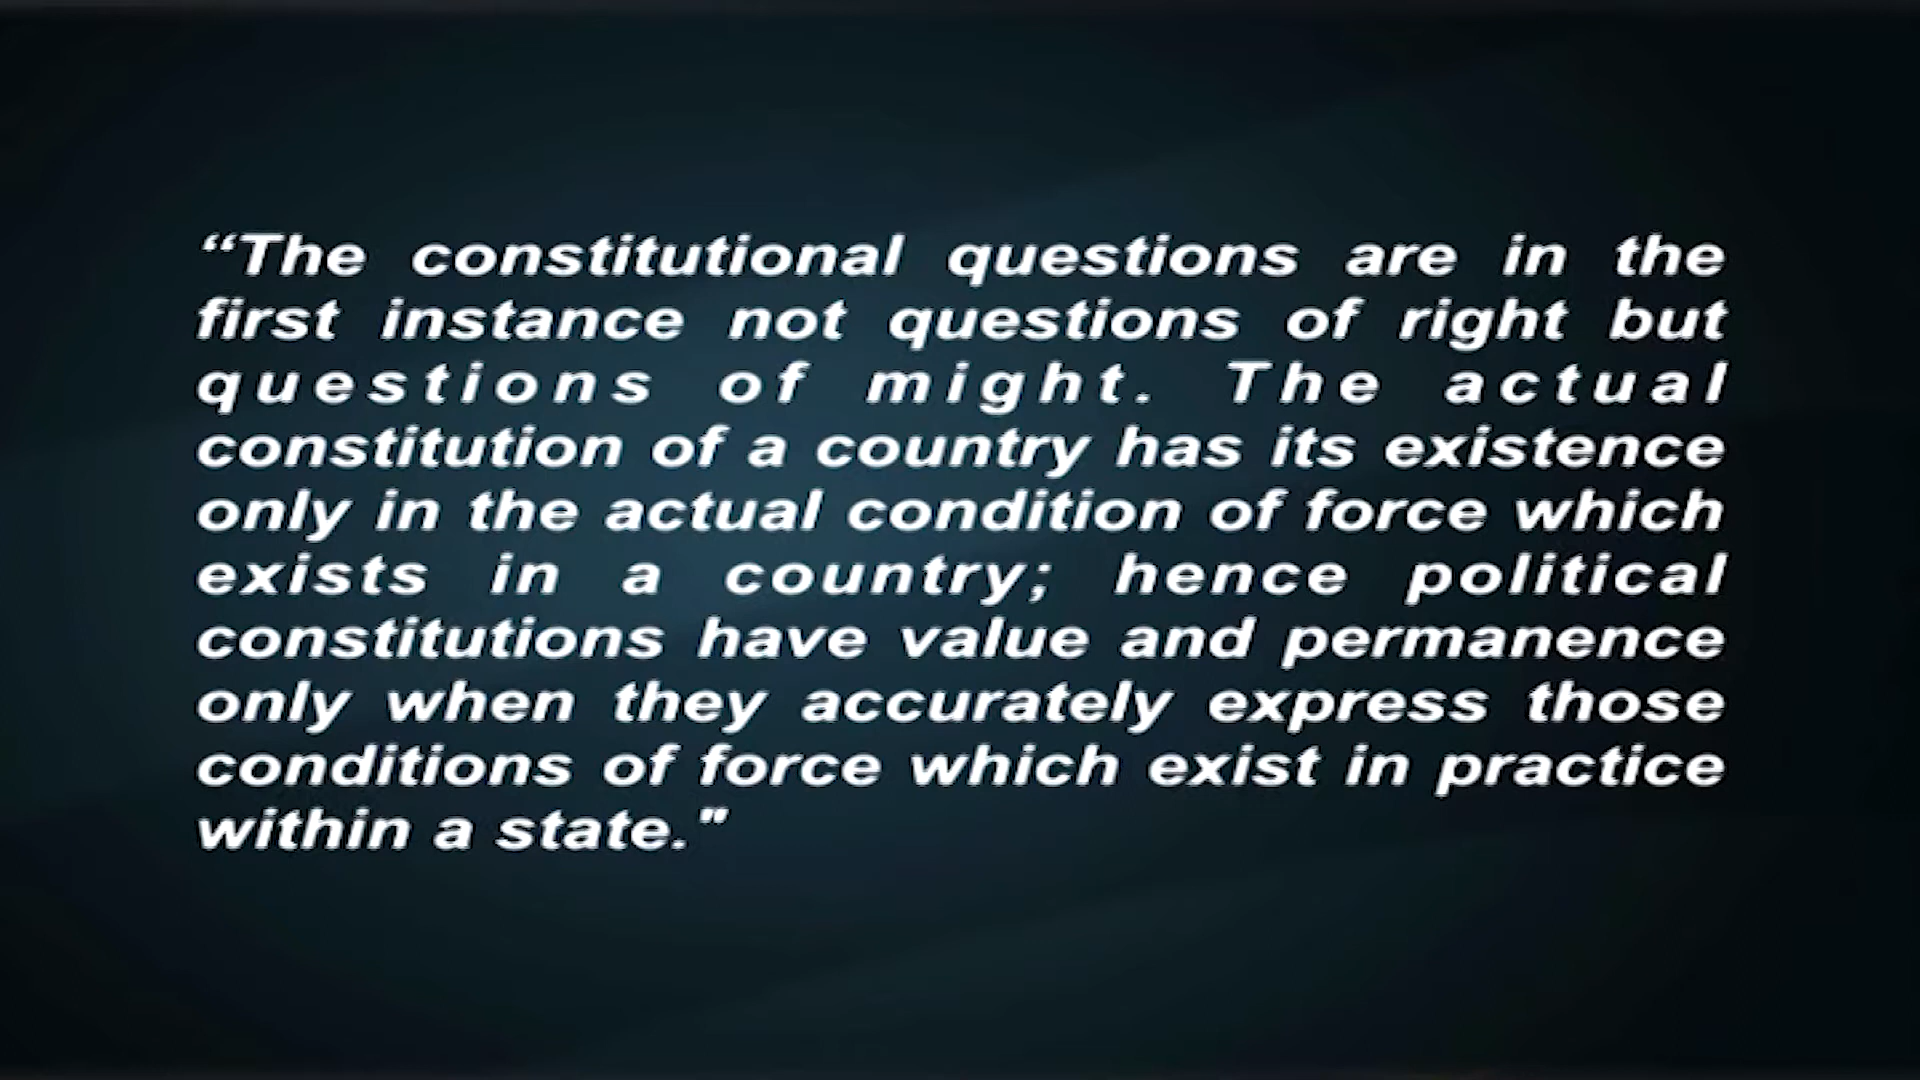 “The constitutional questions are in the
first instance not questions of right but
questions of might. The actual
constitution of a country has its existence
only in the actual condition of force which
exists in a country; hence political
constitutions have value and permanence
only when they accurately express those
conditions of force which exist in practice
within a state."